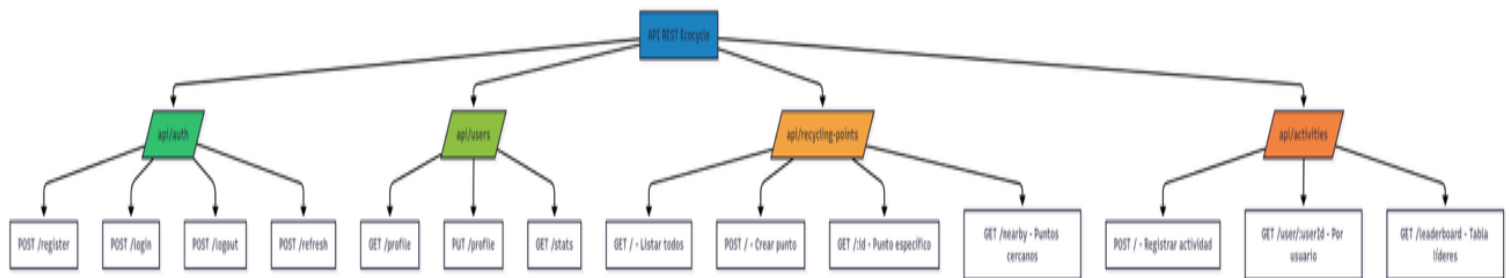 API REST Ecocycle
api/auth
api/users
api/recycling-points
api/activities
POST /register
POST /login
POST /logout
POST /refresh
GET /profile
PUT /profile
GET /stats
GET / - Listar todos
POST / - Crear punto
GET /:id - Punto específico
GET /nearby - Puntos
cercanos
POST / - Registrar actividad
GET /user/:userId - Por
usuario
GET /leaderboard - Tabla
líderes